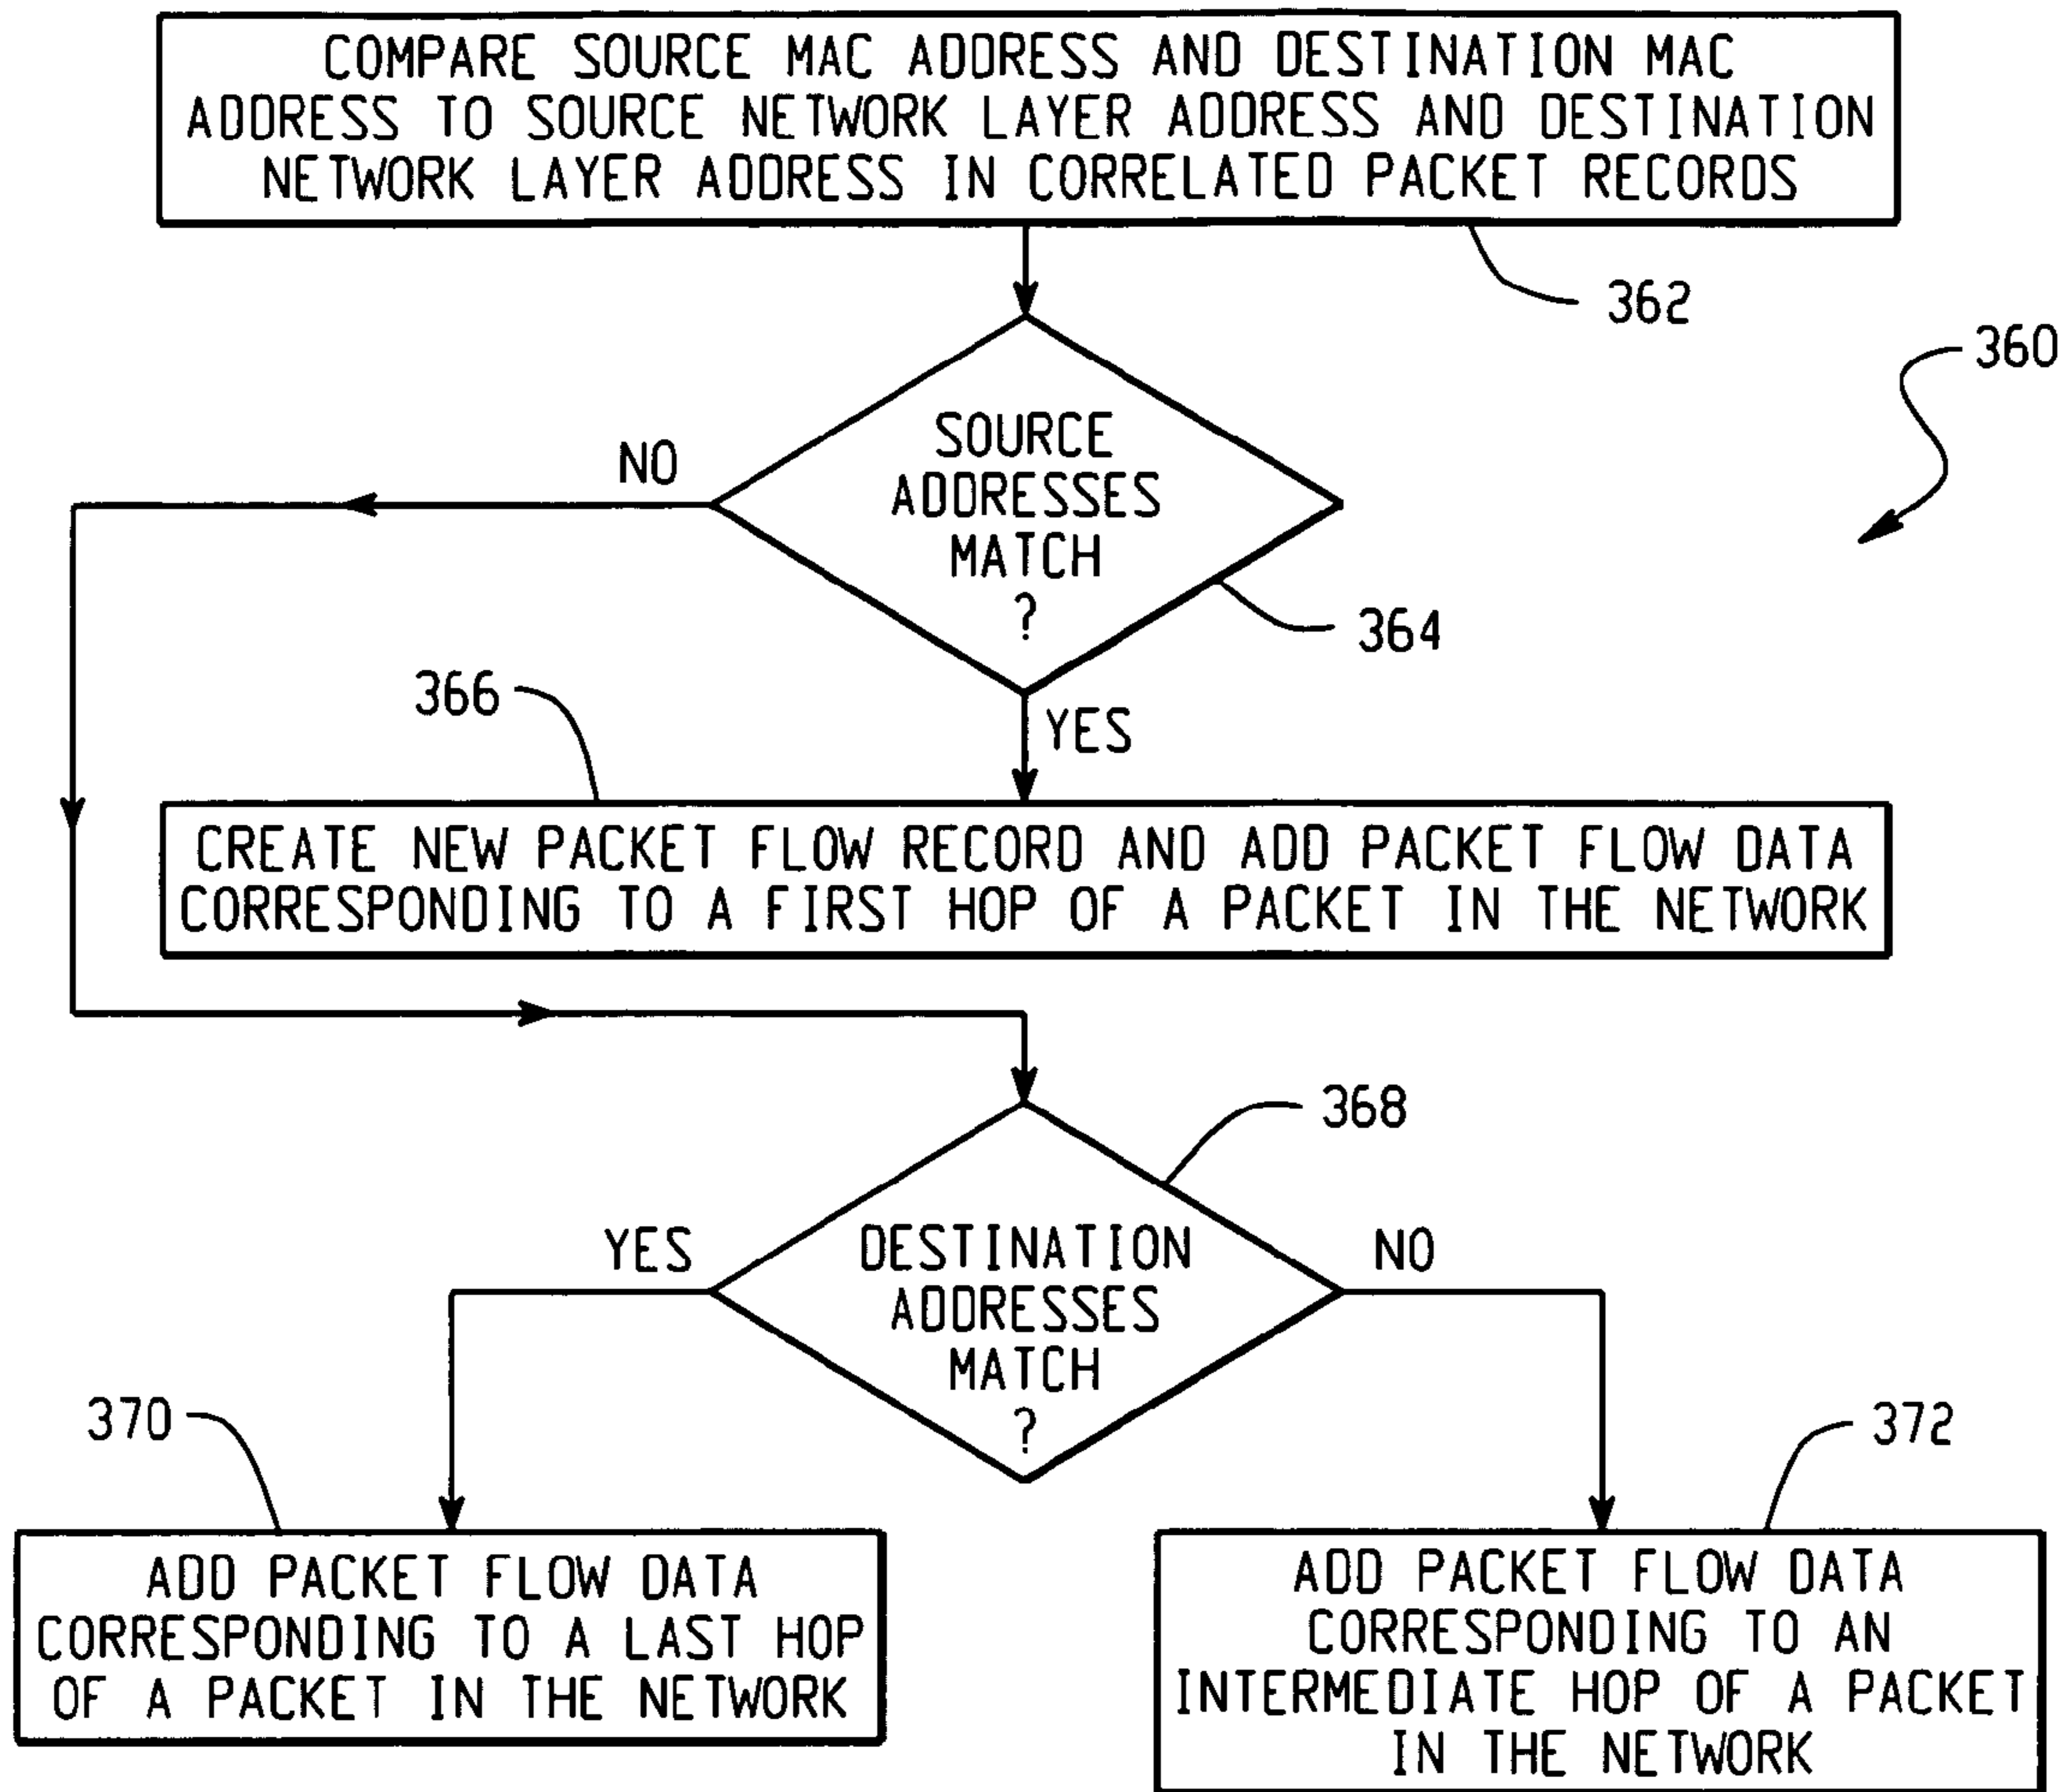 COMPARE SOURCE MAC ADDRESS AND DESTINATION MAC
ADDRESS TO SOURCE NETWORK LAYER ADDRESS AND DESTINATION
NETWORK LAYER ADDRESS IN CORRELATED PACKET RECORDS
362
360
NO
SOURCE
ADDRESSES
MATCH
?
364
366
YES
CREATE NEW PACKET FLOW RECORD AND ADD PACKET FLOW DATA
CORRESPONDING TO A FIRST HOP OF A PACKET IN THE NETWORK
368
YES
DESTINATION
ADDRESSES
MATCH
?
NO
370
372
ADD PACKET FLOW DATA
CORRESPONDING TO A LAST HOP
OF A PACKET IN THE NETWORK
ADD PACKET FLOW DATA
CORRESPONDING TO AN
INTERMEDIATE HOP OF A PACKET
IN THE NETWORK